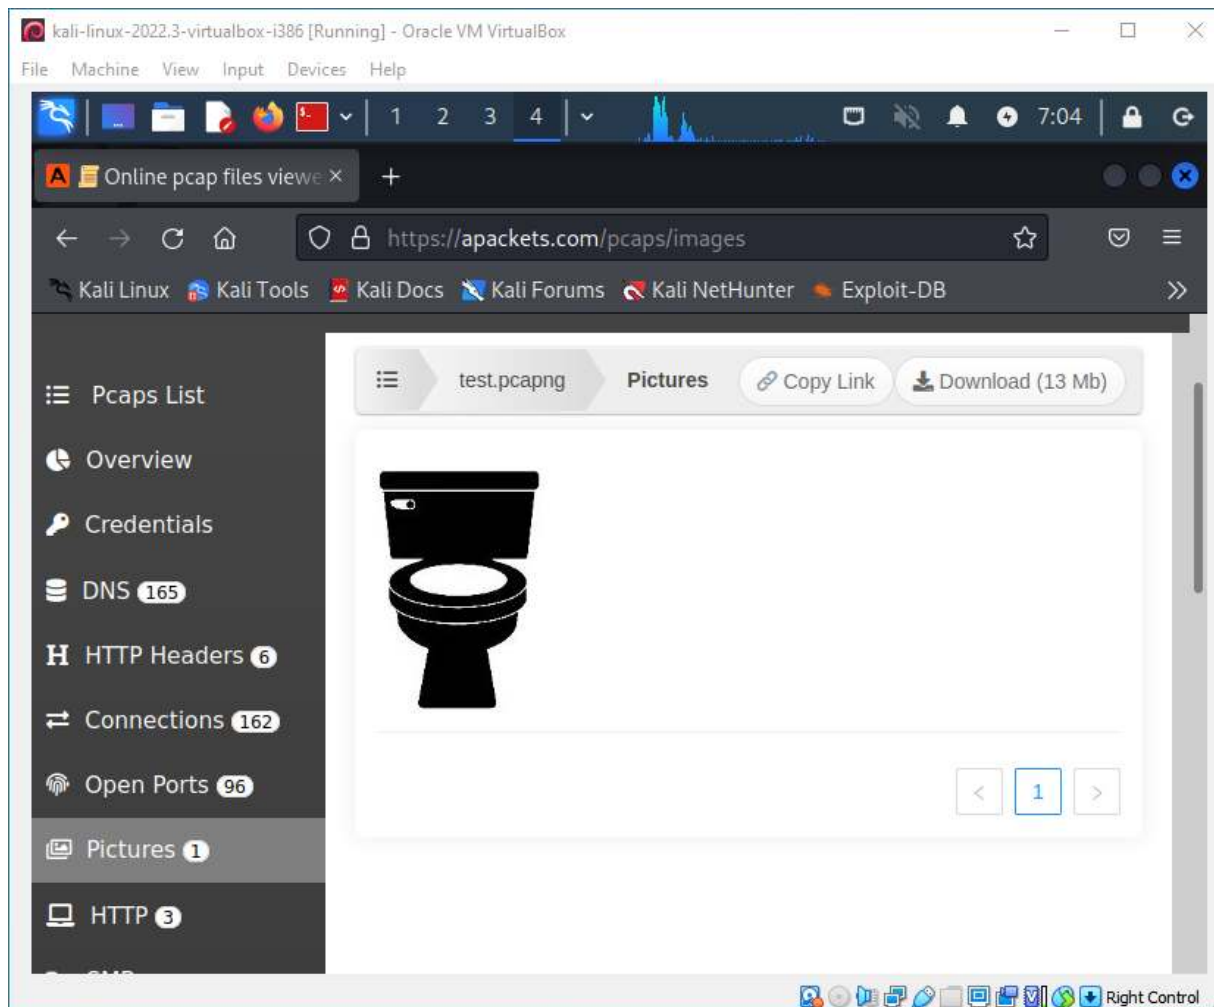 kali-linux-2022.3-virtualbox-i386 [Running] - Oracle VM VirtualBox
File Machine View Input Devices Help
1 2 3 4 7:04
Online pcap files viewe
https://apackets.com/pcaps/images
Kali Linux Kali Tools Kali Docs Kali Forums Kali NetHunter Exploit-DB
test.pcapng Pictures Copy Link Download (13 Mb)
Pcaps List
Overview
Credentials
DNS 165
H HTTP Headers 6
Connections 162
Open Ports 96
Pictures 1
HTTP 3
< 1 >
Right Control